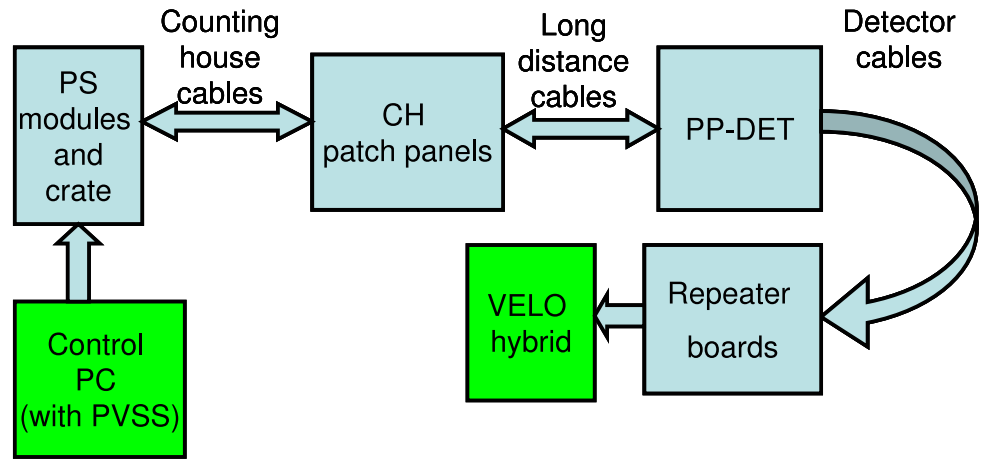 Counting
house
cables
Long
distance
cables
Detector
cables
PS
modules
and
crate
CH
patch panels
PP-DET
VELO
hybrid
Repeater
boards
Control
PC
(with PVSS)